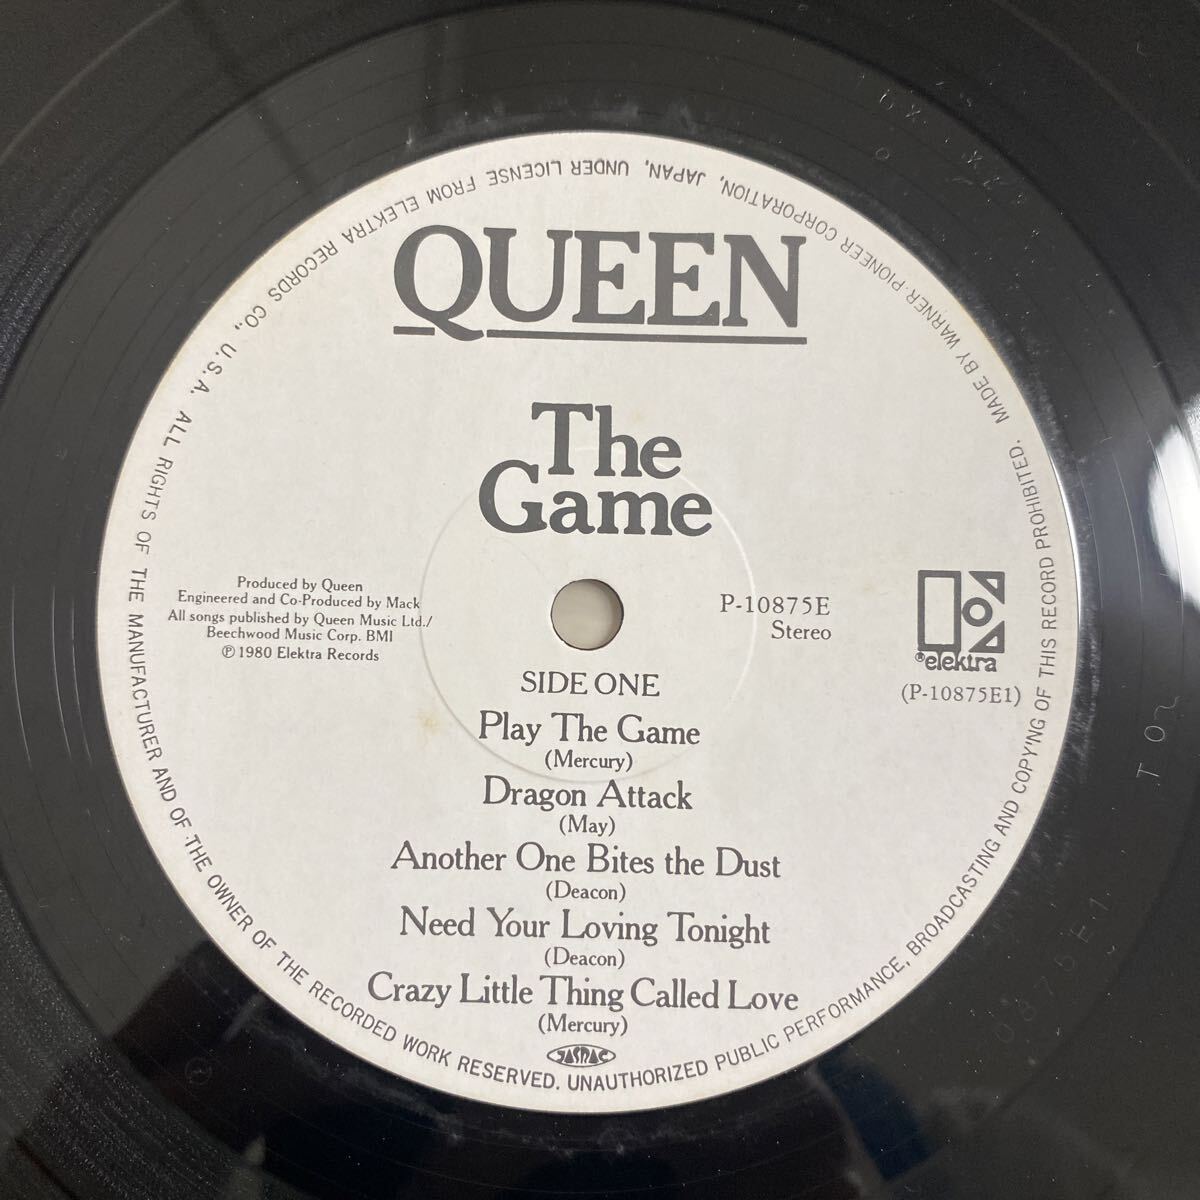 QUEEN
The
Game
Produced by Queen
Engineered and Co-Produced by Mack
All songs published by Queen Music Ltd./
Beechwood Music Corp. BMI
℗ 1980 Elektra Records
P-10875E
Stereo
®elektra
(P-10875E1)
SIDE ONE
Play The Game
(Mercury)
Dragon Attack
(May)
Another One Bites the Dust
(Deacon)
Need Your Loving Tonight
(Deacon)
Crazy Little Thing Called Love
(Mercury)
JASRAC
MADE BY WARNER-PIONEER CORPORATION, JAPAN, UNDER LICENSE FROM ELEKTRA RECORDS CO., U.S.A. ALL RIGHTS OF THE MANUFACTURER AND OF THE OWNER OF THE RECORDED WORK RESERVED. UNAUTHORIZED PUBLIC PERFORMANCE, BROADCASTING AND COPY'NG OF THIS RECORD PROHIBITED.